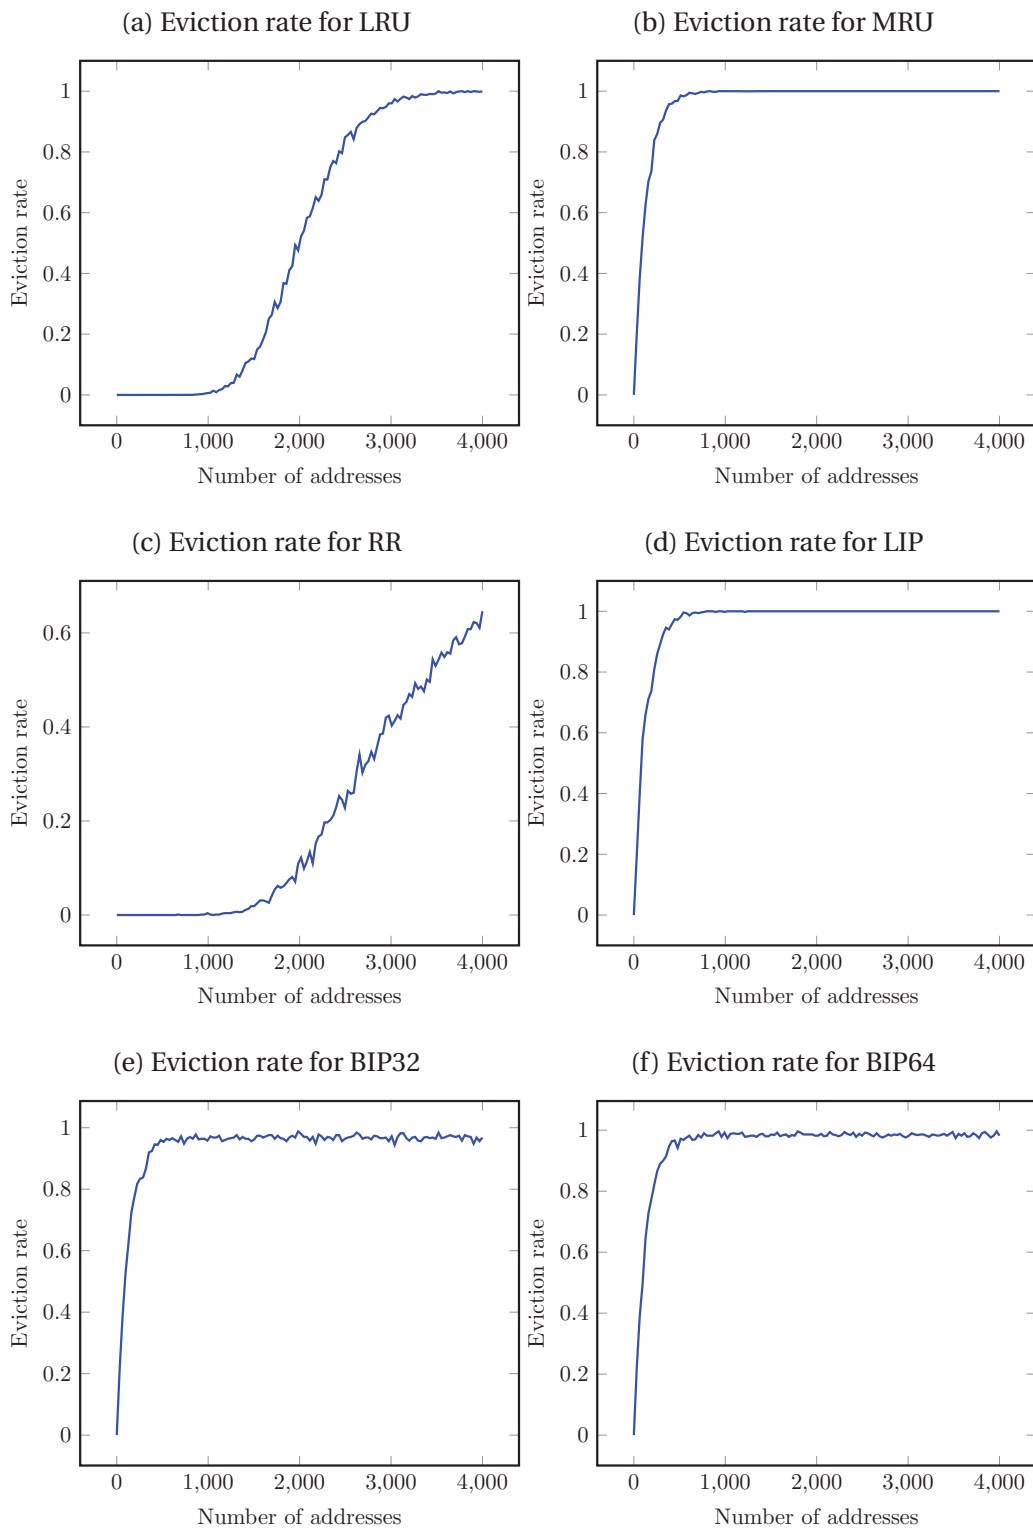 (a) Eviction rate for LRU
1
0.8
0.6
0.4
0.2
0
Eviction rate
0 1,000 2,000 3,000 4,000
Number of addresses
(b) Eviction rate for MRU
1
0.8
0.6
0.4
0.2
0
Eviction rate
0 1,000 2,000 3,000 4,000
Number of addresses
(c) Eviction rate for RR
0.6
0.4
0.2
0
Eviction rate
0 1,000 2,000 3,000 4,000
Number of addresses
(d) Eviction rate for LIP
1
0.8
0.6
0.4
0.2
0
Eviction rate
0 1,000 2,000 3,000 4,000
Number of addresses
(e) Eviction rate for BIP32
1
0.8
0.6
0.4
0.2
0
Eviction rate
0 1,000 2,000 3,000 4,000
Number of addresses
(f) Eviction rate for BIP64
1
0.8
0.6
0.4
0.2
0
Eviction rate
0 1,000 2,000 3,000 4,000
Number of addresses